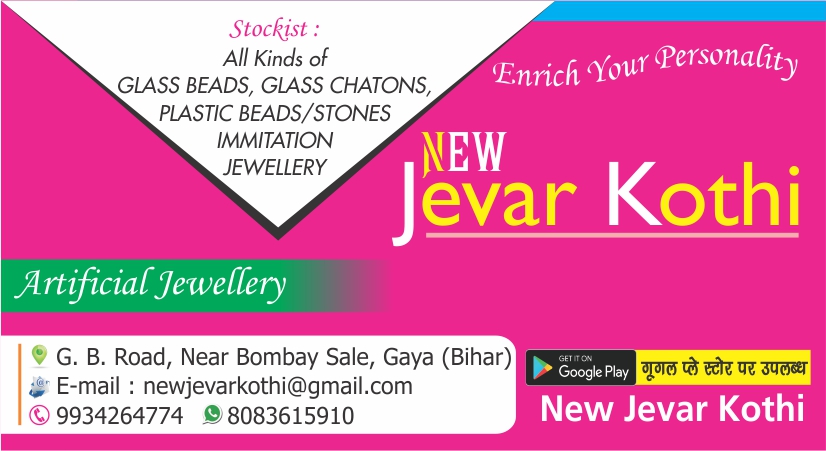 Stockist :
All Kinds of
GLASS BEADS, GLASS CHATONS,
PLASTIC BEADS/STONES
IMMITATION
JEWELLERY
Enrich Your Personality
NEW
Jevar Kothi
Artificial Jewellery
G. B. Road, Near Bombay Sale, Gaya (Bihar)
E-mail : newjevarkothi@gmail.com
9934264774 8083615910
GET IT ON
Google Play
गूगल प्ले स्टोर पर उपलब्ध
New Jevar Kothi